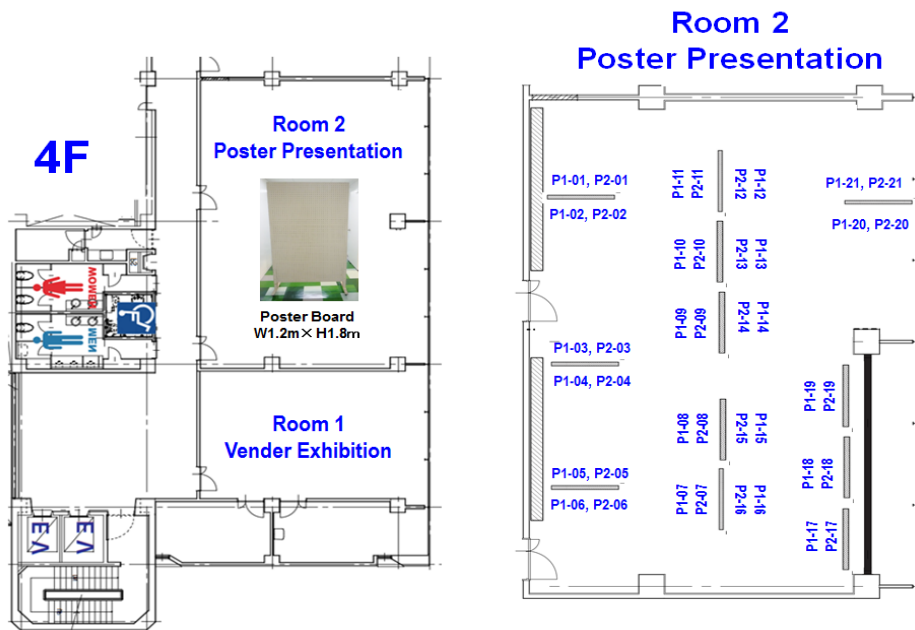 4F
Room 2
Poster Presentation
Poster Board
W1.2m×H1.8m
WOMEN
MEN
Room 1
Vender Exhibition
EV
EV
Room 2
Poster Presentation
P1-01, P2-01
P1-02, P2-02
P1-03, P2-03
P1-04, P2-04
P1-05, P2-05
P1-06, P2-06
P1-11
P2-11
P2-12
P1-12
P1-10
P2-10
P2-13
P1-13
P1-09
P2-09
P2-14
P1-14
P1-08
P2-08
P2-15
P1-15
P1-07
P2-07
P2-16
P1-16
P1-21, P2-21
P1-20, P2-20
P1-19
P2-19
P1-18
P2-18
P1-17
P2-17